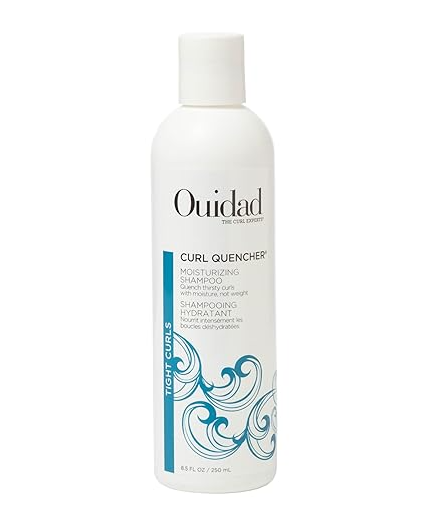 Ouidad
THE CURL EXPERTS®
CURL QUENCHER®
MOISTURIZING
SHAMPOO
Quench thirsty curls
with moisture, not weight
SHAMPOOING
HYDRATANT
Nourrit intensément les
boucles déshydratées
TIGHT CURLS
8.5 FL OZ / 250 mL